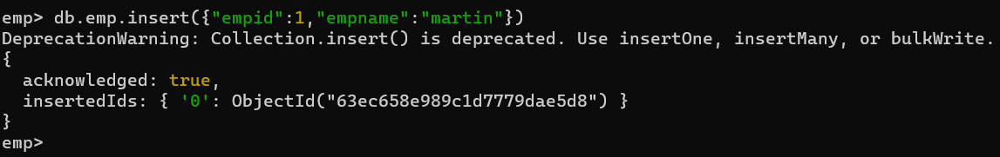 emp> db.emp.insert({"empid":1,"empname":"martin"})
DeprecationWarning: Collection.insert() is deprecated. Use insertOne, insertMany, or bulkWrite.
{
  acknowledged: true,
  insertedIds: { '0': ObjectId("63ec658e989c1d7779dae5d8") }
}
emp>